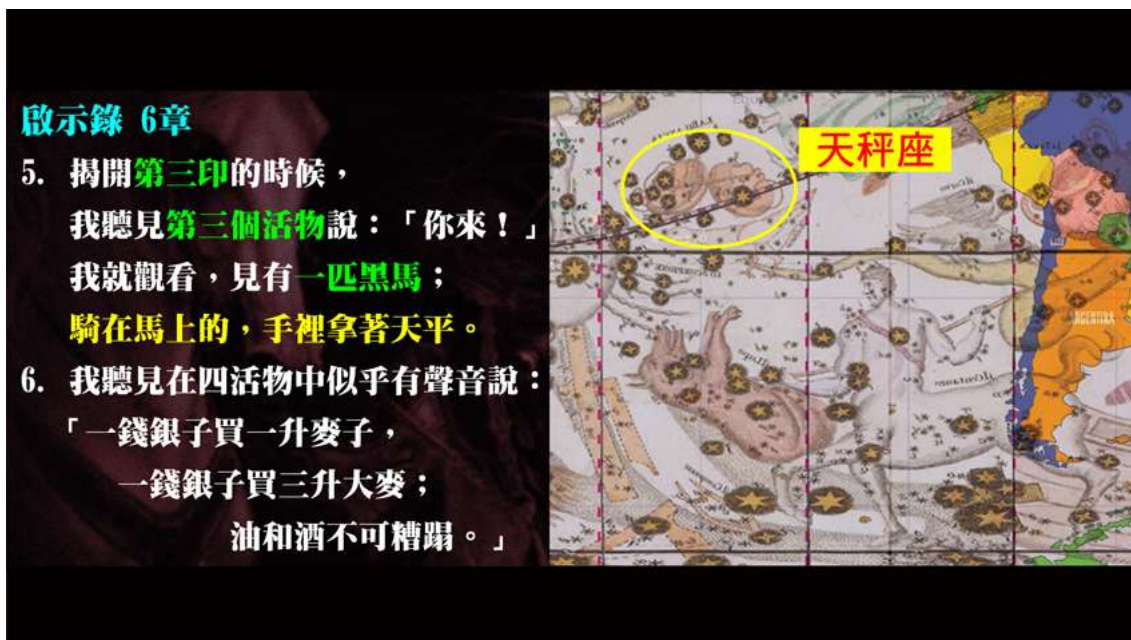 啟示錄 6章
5. 揭開第三印的時候，
我聽見第三個活物說：「你來！」
我就觀看，見有一匹黑馬；
騎在馬上的，手裡拿著天平。
6. 我聽見在四活物中似乎有聲音說：
「一錢銀子買一升麥子，
一錢銀子買三升大麥；
油和酒不可糟蹋。」
天秤座
ARGENTINA